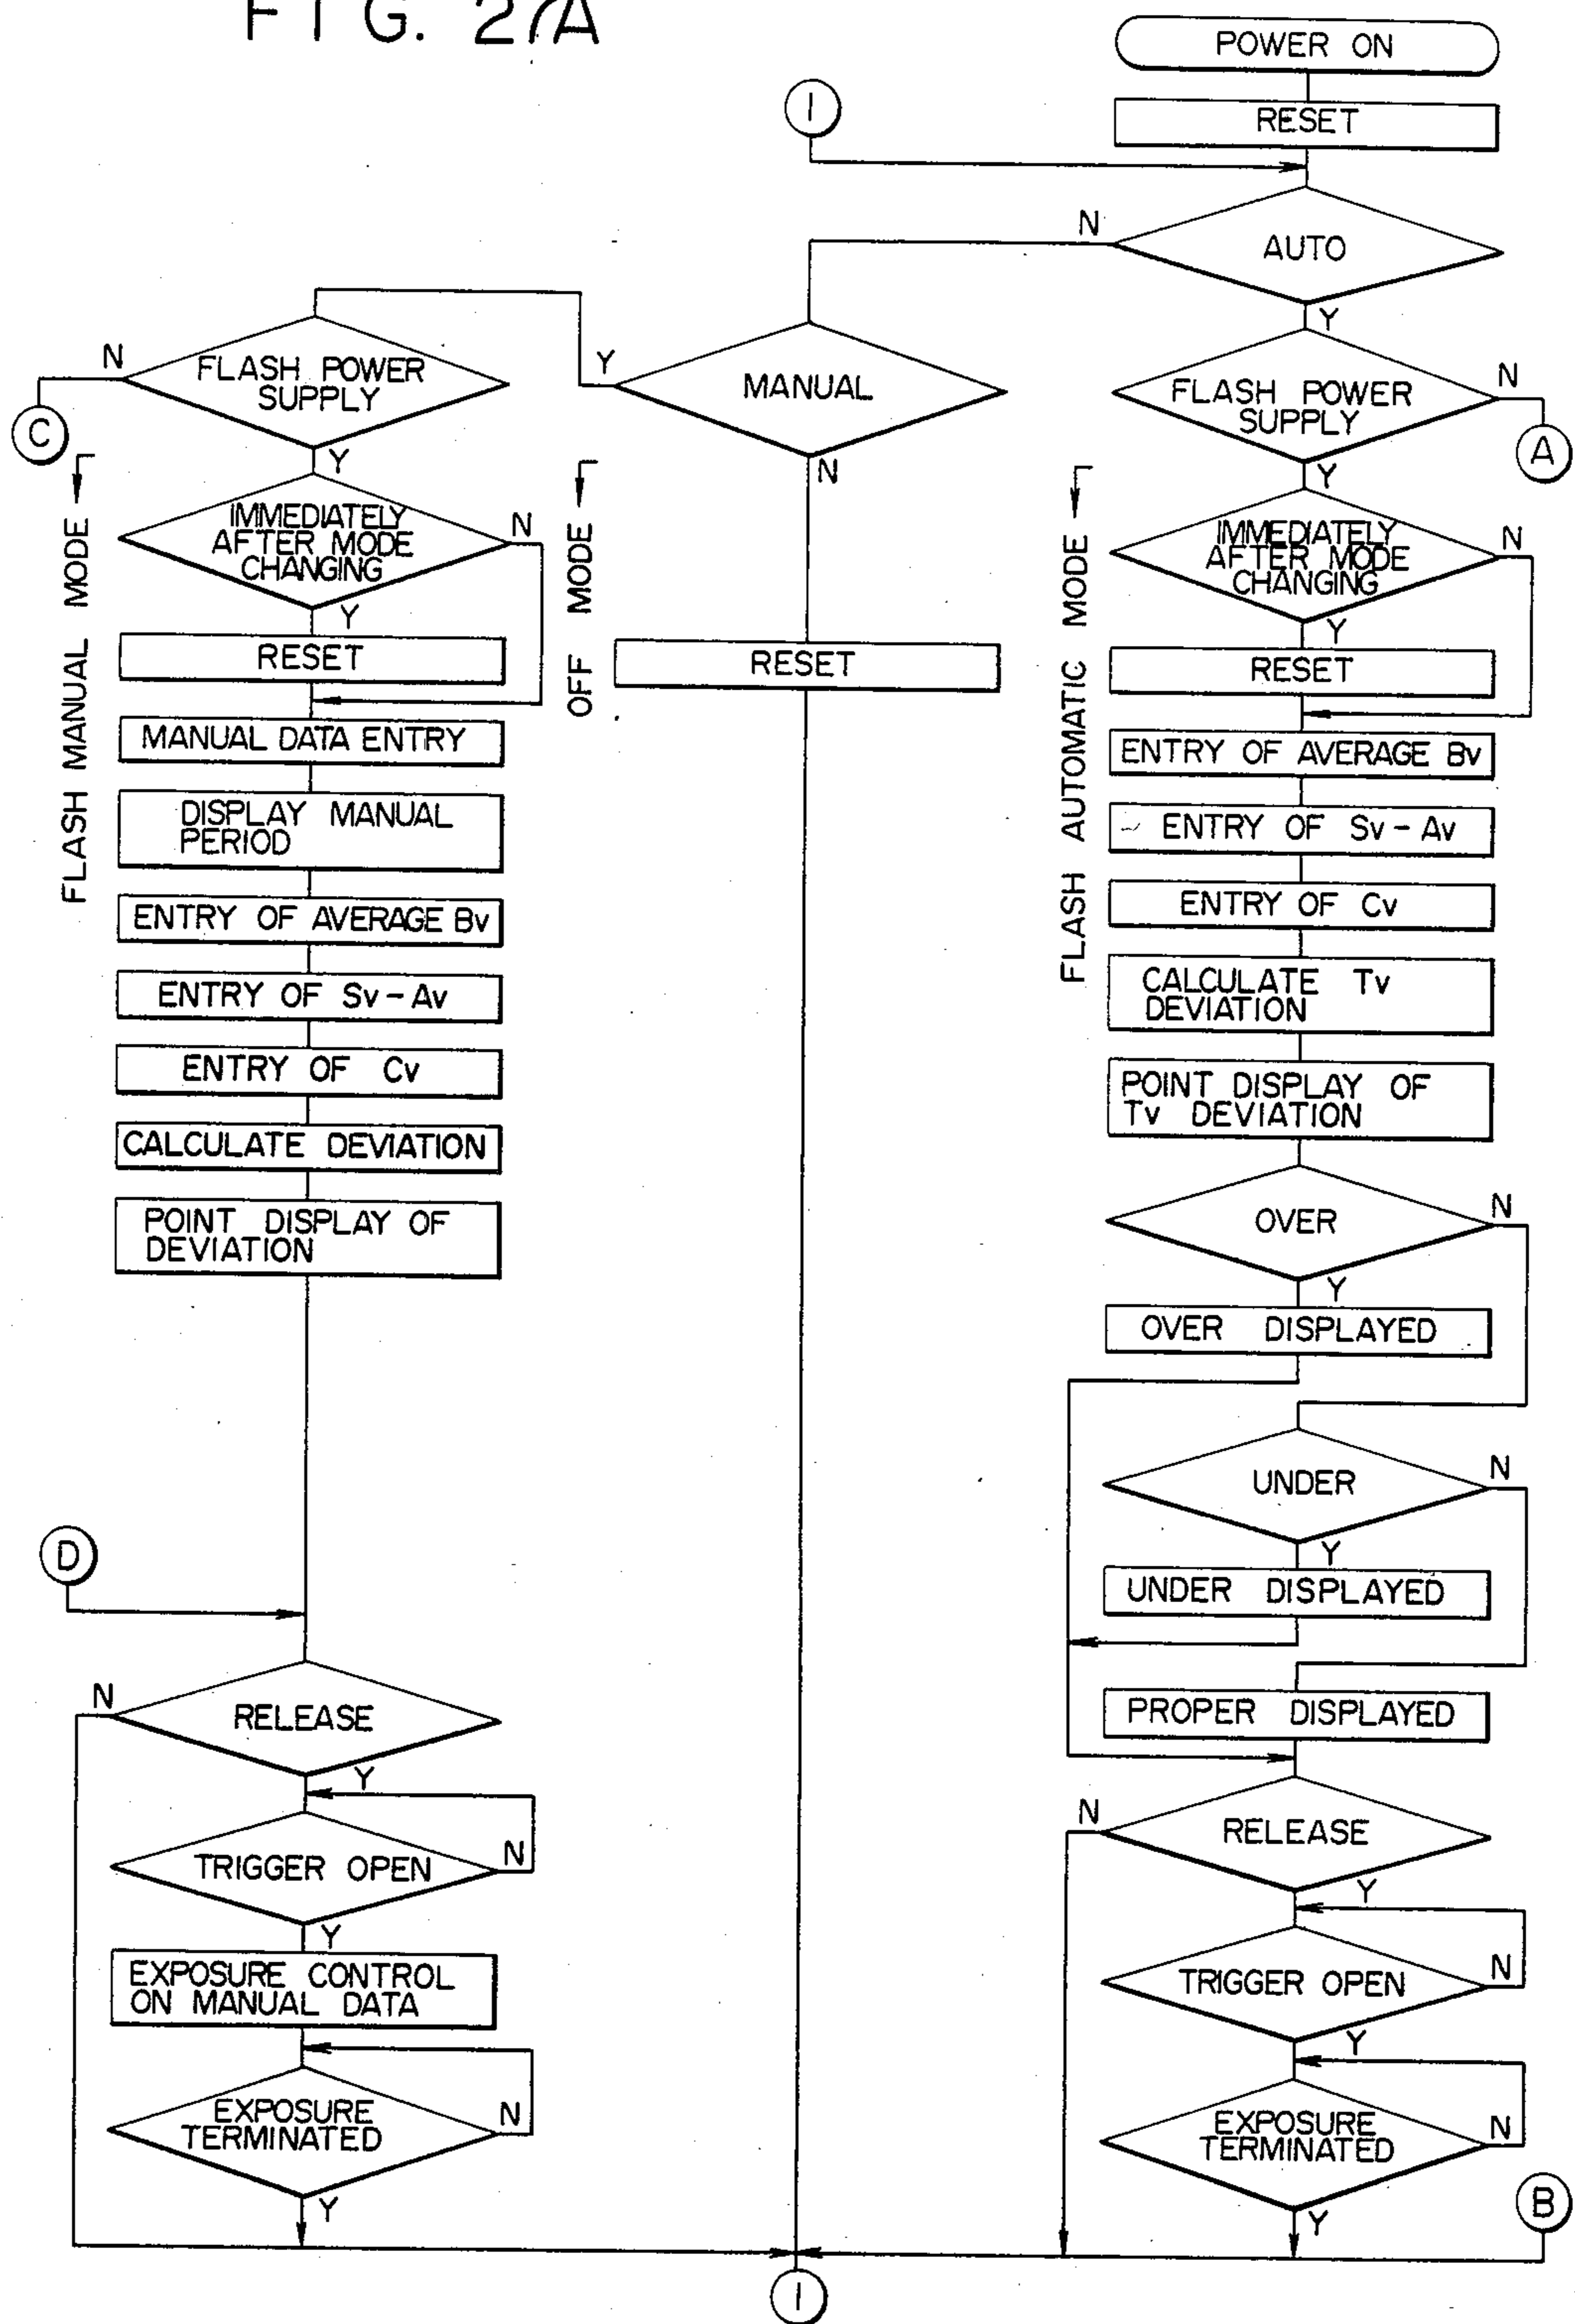 FIG. 27A
POWER ON
RESET
1
AUTO
N
Y
MANUAL
Y
N
FLASH POWER
SUPPLY
N
Y
C
FLASH POWER
SUPPLY
N
Y
A
FLASH MANUAL MODE
IMMEDIATELY
AFTER MODE
CHANGING
N
Y
RESET
MANUAL DATA ENTRY
DISPLAY MANUAL
PERIOD
ENTRY OF AVERAGE Bv
ENTRY OF Sv-Av
ENTRY OF Cv
CALCULATE DEVIATION
POINT DISPLAY OF
DEVIATION
D
RELEASE
N
Y
TRIGGER OPEN
N
Y
EXPOSURE CONTROL
ON MANUAL DATA
EXPOSURE
TERMINATED
N
Y
OFF MODE
RESET
FLASH AUTOMATIC MODE
IMMEDIATELY
AFTER MODE
CHANGING
N
Y
RESET
ENTRY OF AVERAGE Bv
ENTRY OF Sv-Av
ENTRY OF Cv
CALCULATE Tv
DEVIATION
POINT DISPLAY OF
Tv DEVIATION
OVER
N
Y
OVER DISPLAYED
UNDER
N
Y
UNDER DISPLAYED
PROPER DISPLAYED
RELEASE
N
Y
TRIGGER OPEN
N
Y
EXPOSURE
TERMINATED
N
Y
B
1